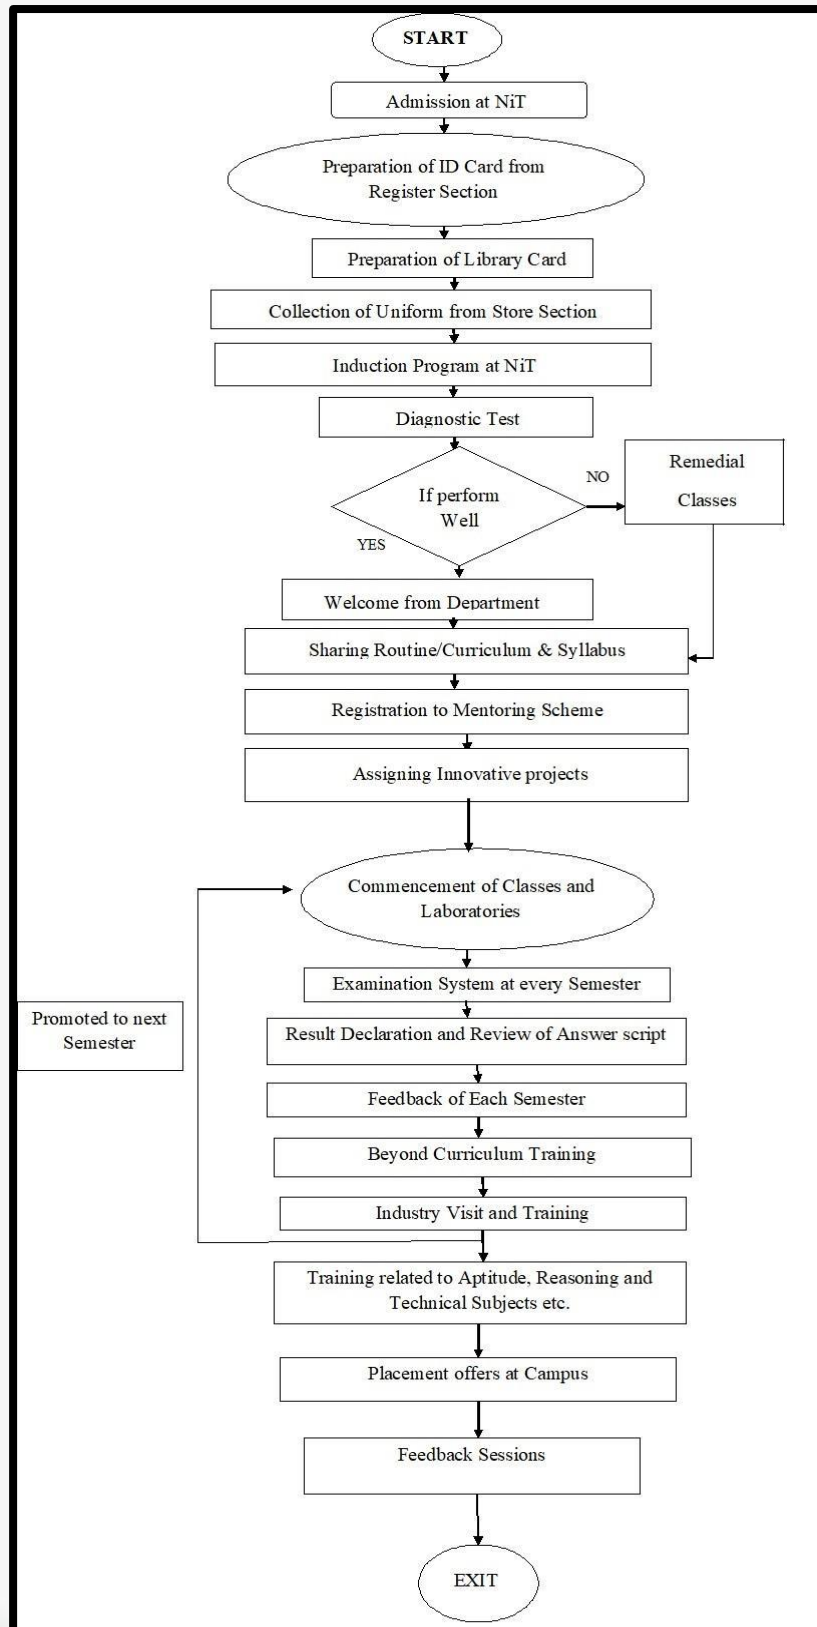 START
Admission at NiT
Preparation of ID Card from
Register Section
Preparation of Library Card
Collection of Uniform from Store Section
Induction Program at NiT
Diagnostic Test
If perform
Well
NO
Remedial
Classes
YES
Welcome from Department
Sharing Routine/Curriculum & Syllabus
Registration to Mentoring Scheme
Assigning Innovative projects
Commencement of Classes and
Laboratories
Examination System at every Semester
Promoted to next
Semester
Result Declaration and Review of Answer script
Feedback of Each Semester
Beyond Curriculum Training
Industry Visit and Training
Training related to Aptitude, Reasoning and
Technical Subjects etc.
Placement offers at Campus
Feedback Sessions
EXIT